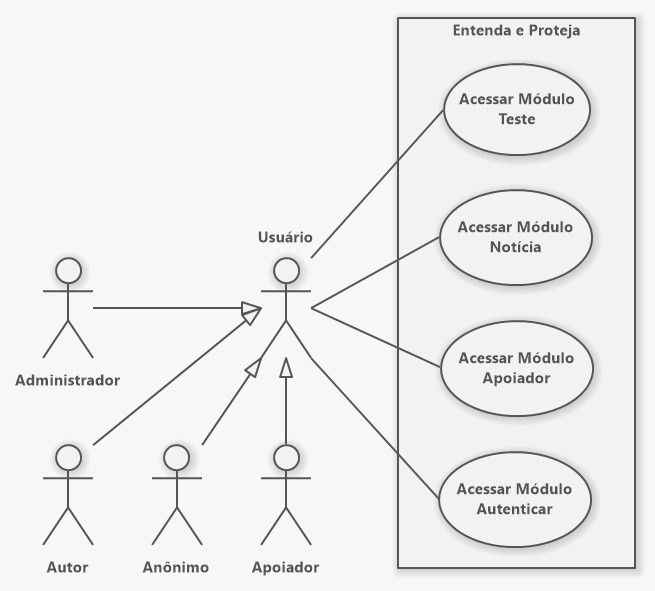 Entenda e Proteja
Acessar Módulo
Teste
Acessar Módulo
Notícia
Usuário
Acessar Módulo
Apoiador
Administrador
Acessar Módulo
Autenticar
Autor
Anônimo
Apoiador